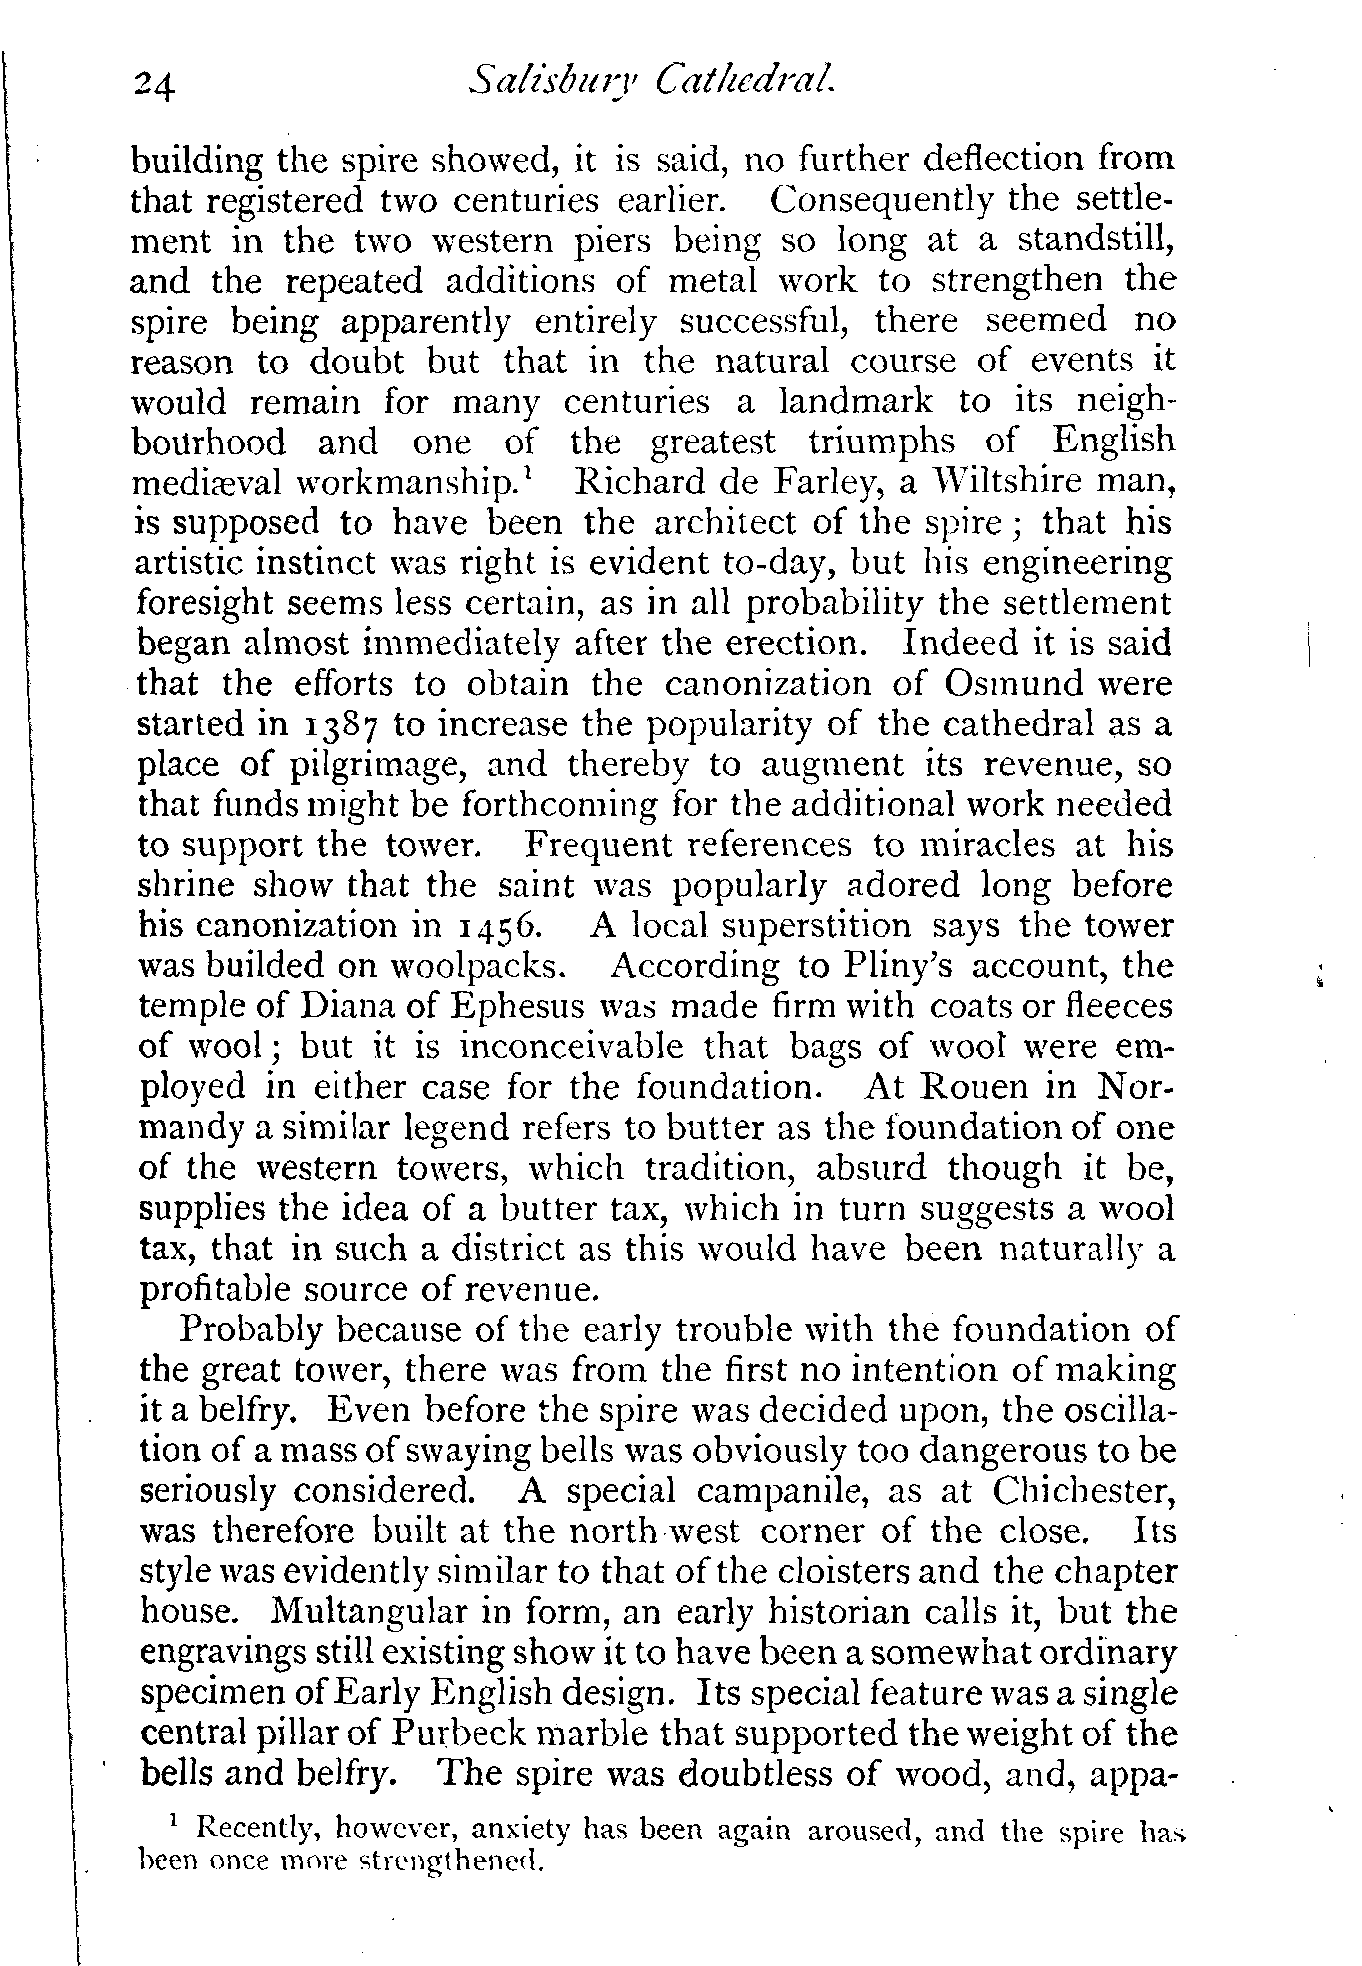 24 Salisbury Cathedral.
building the spire showed, it is said, no further deflection from
that registered two centuries earlier. Consequently the settle-
ment in the two western piers being so long at a standstill,
and the repeated additions of metal work to strengthen the
spire being apparently entirely successful, there seemed no
reason to doubt but that in the natural course of events it
would remain for many centuries a landmark to its neigh-
bourhood and one of the greatest triumphs of English
mediæval workmanship.¹ Richard de Farley, a Wiltshire man,
is supposed to have been the architect of the spire; that his
artistic instinct was right is evident to-day, but his engineering
foresight seems less certain, as in all probability the settlement
began almost immediately after the erection. Indeed it is said
that the efforts to obtain the canonization of Osmund were
started in 1387 to increase the popularity of the cathedral as a
place of pilgrimage, and thereby to augment its revenue, so
that funds might be forthcoming for the additional work needed
to support the tower. Frequent references to miracles at his
shrine show that the saint was popularly adored long before
his canonization in 1456. A local superstition says the tower
was builded on woolpacks. According to Pliny's account, the
temple of Diana of Ephesus was made firm with coats or fleeces
of wool; but it is inconceivable that bags of wool were em-
ployed in either case for the foundation. At Rouen in Nor-
mandy a similar legend refers to butter as the foundation of one
of the western towers, which tradition, absurd though it be,
supplies the idea of a butter tax, which in turn suggests a wool
tax, that in such a district as this would have been naturally a
profitable source of revenue.
Probably because of the early trouble with the foundation of
the great tower, there was from the first no intention of making
it a belfry. Even before the spire was decided upon, the oscilla-
tion of a mass of swaying bells was obviously too dangerous to be
seriously considered. A special campanile, as at Chichester,
was therefore built at the north-west corner of the close. Its
style was evidently similar to that of the cloisters and the chapter
house. Multangular in form, an early historian calls it, but the
engravings still existing show it to have been a somewhat ordinary
specimen of Early English design. Its special feature was a single
central pillar of Purbeck marble that supported the weight of the
bells and belfry. The spire was doubtless of wood, and, appa-
¹ Recently, however, anxiety has been again aroused, and the spire has
been once more strengthened.